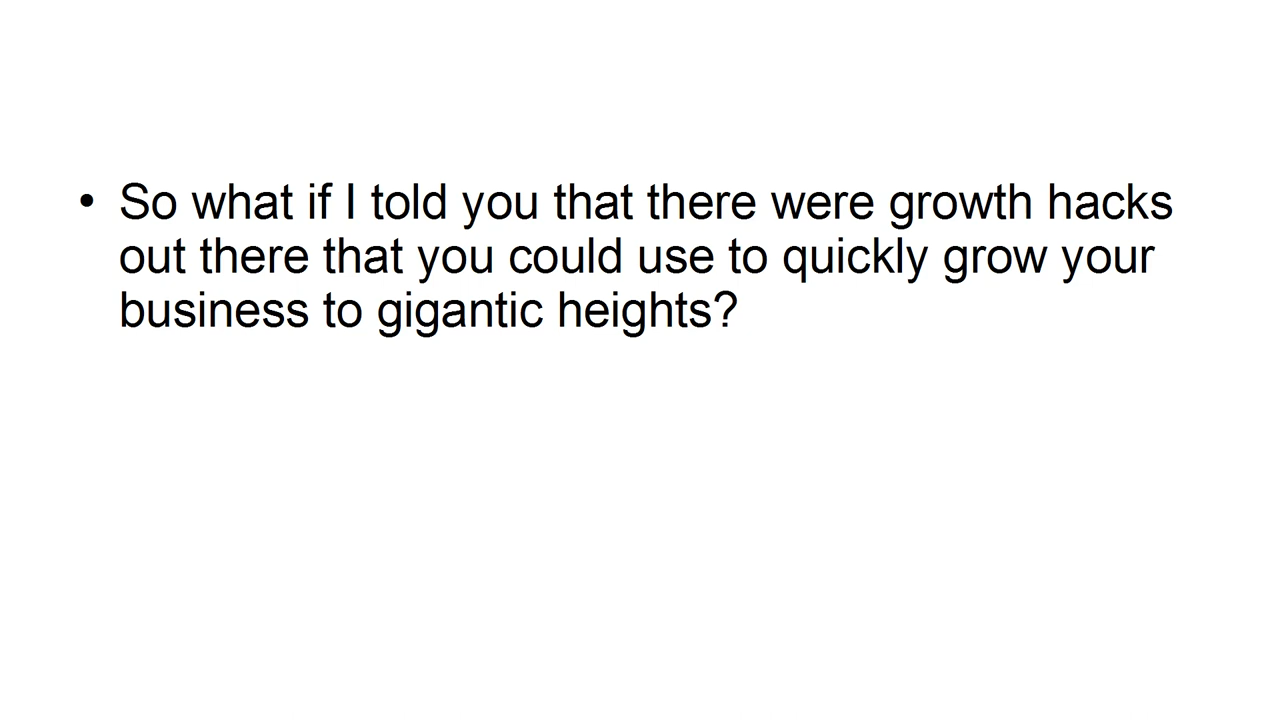 • So what if I told you that there were growth hacks
out there that you could use to quickly grow your
business to gigantic heights?